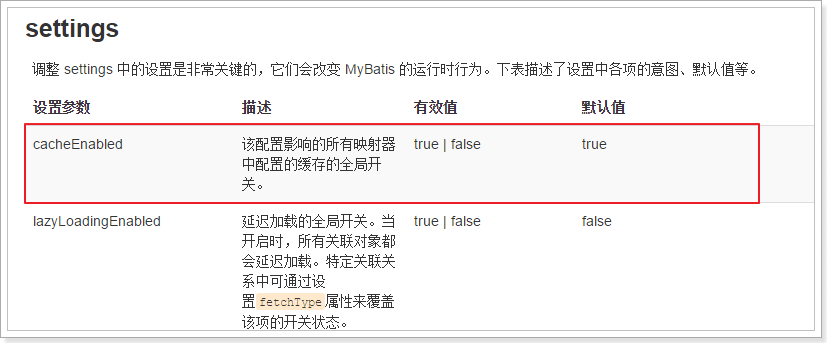 settings
调整 settings 中的设置是非常关键的，它们会改变 MyBatis 的运行时行为。下表描述了设置中各项的意图、默认值等。
设置参数 描述 有效值 默认值
cacheEnabled 该配置影响的所有映射器 true | false true
中配置的缓存的全局开
关。
lazyLoadingEnabled 延迟加载的全局开关。当 true | false false
开启时，所有关联对象都
会延迟加载。特定关联关
系中可通过设
置fetchType属性来覆盖
该项的开关状态。